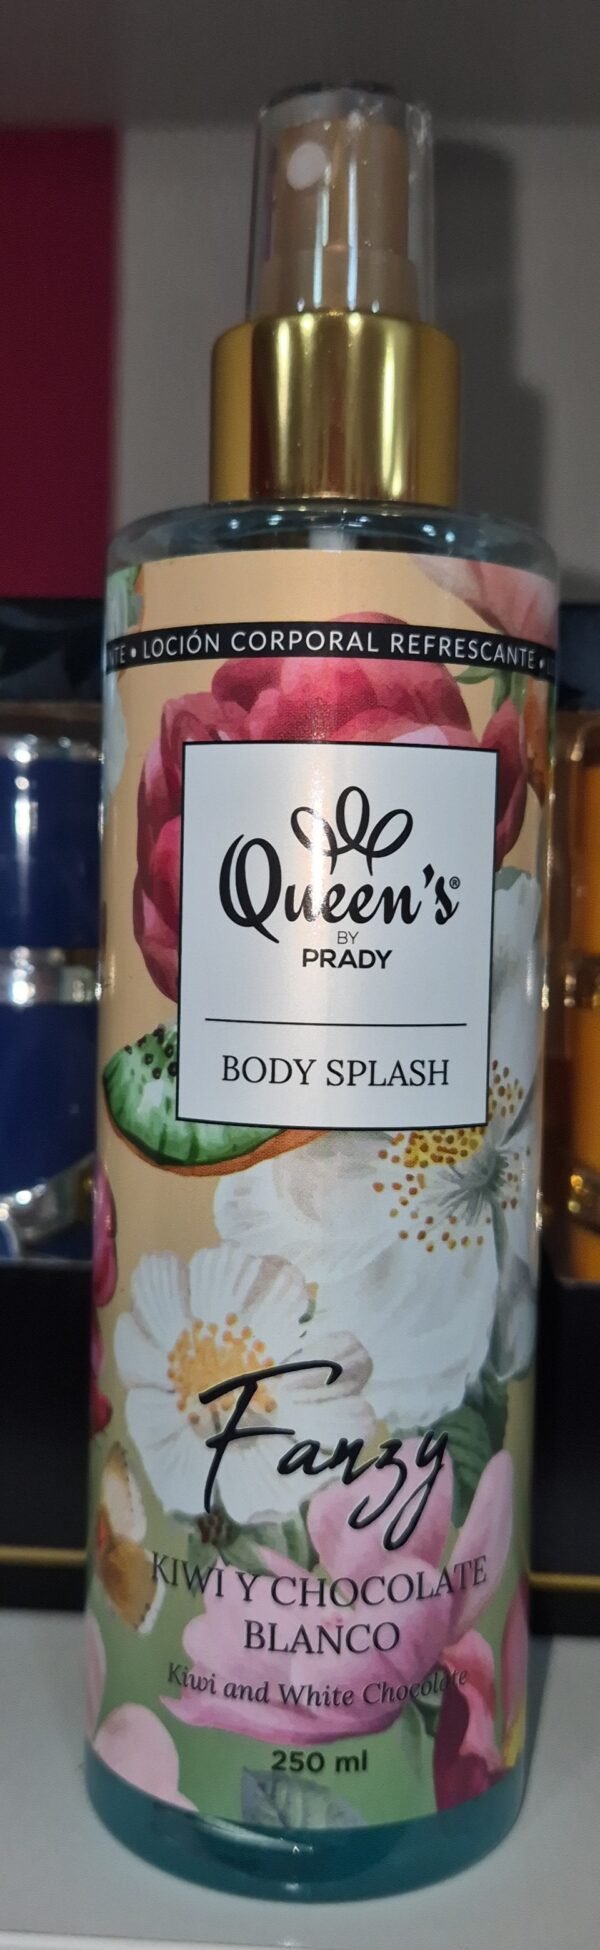 • LOCIÓN CORPORAL REFRESCANTE •
Queen's®
BY
PRADY
BODY SPLASH
Fanzy
KIWI Y CHOCOLATE
BLANCO
Kiwi and White Chocolate
250 ml